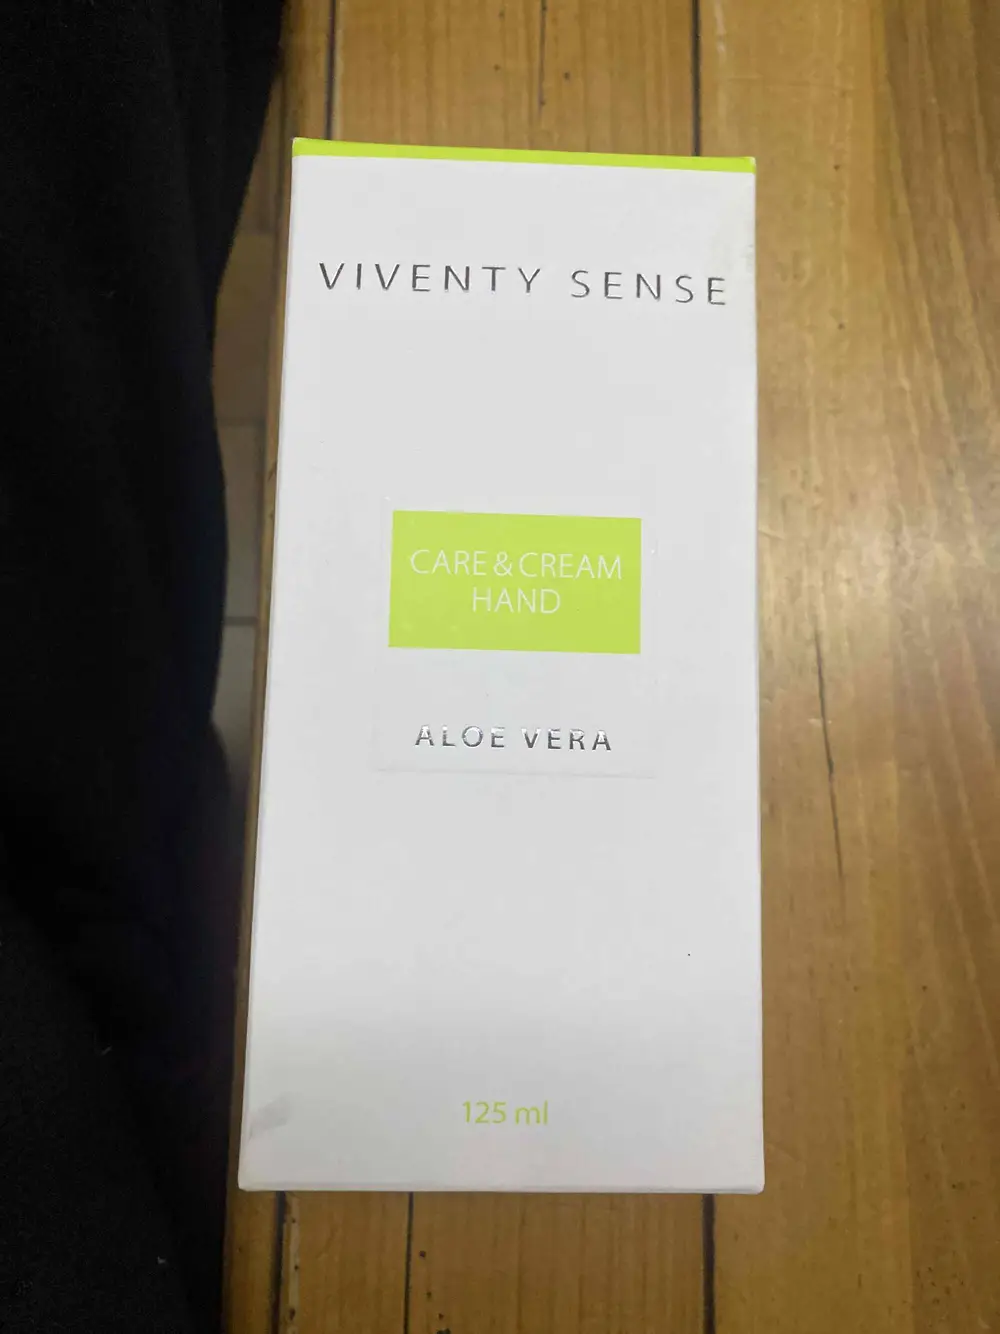 VIVENTY SENSE
CARE & CREAM
HAND
ALOE VERA
125 ml